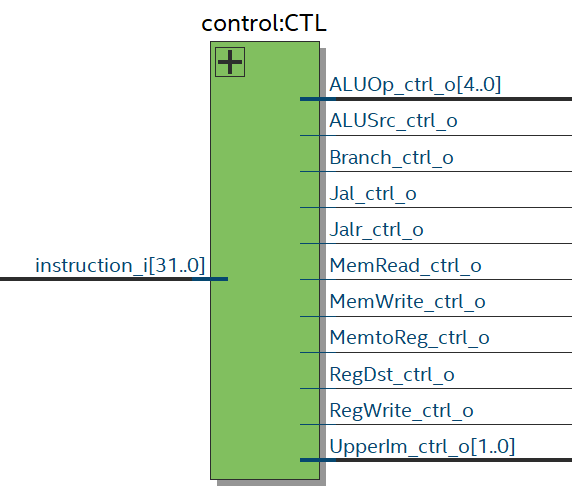 control:CTL
ALUOp_ctrl_o[4..0]
ALUSrc_ctrl_o
Branch_ctrl_o
Jal_ctrl_o
Jalr_ctrl_o
instruction_i[31..0]
MemRead_ctrl_o
MemWrite_ctrl_o
MemtoReg_ctrl_o
RegDst_ctrl_o
RegWrite_ctrl_o
UpperIm_ctrl_o[1..0]